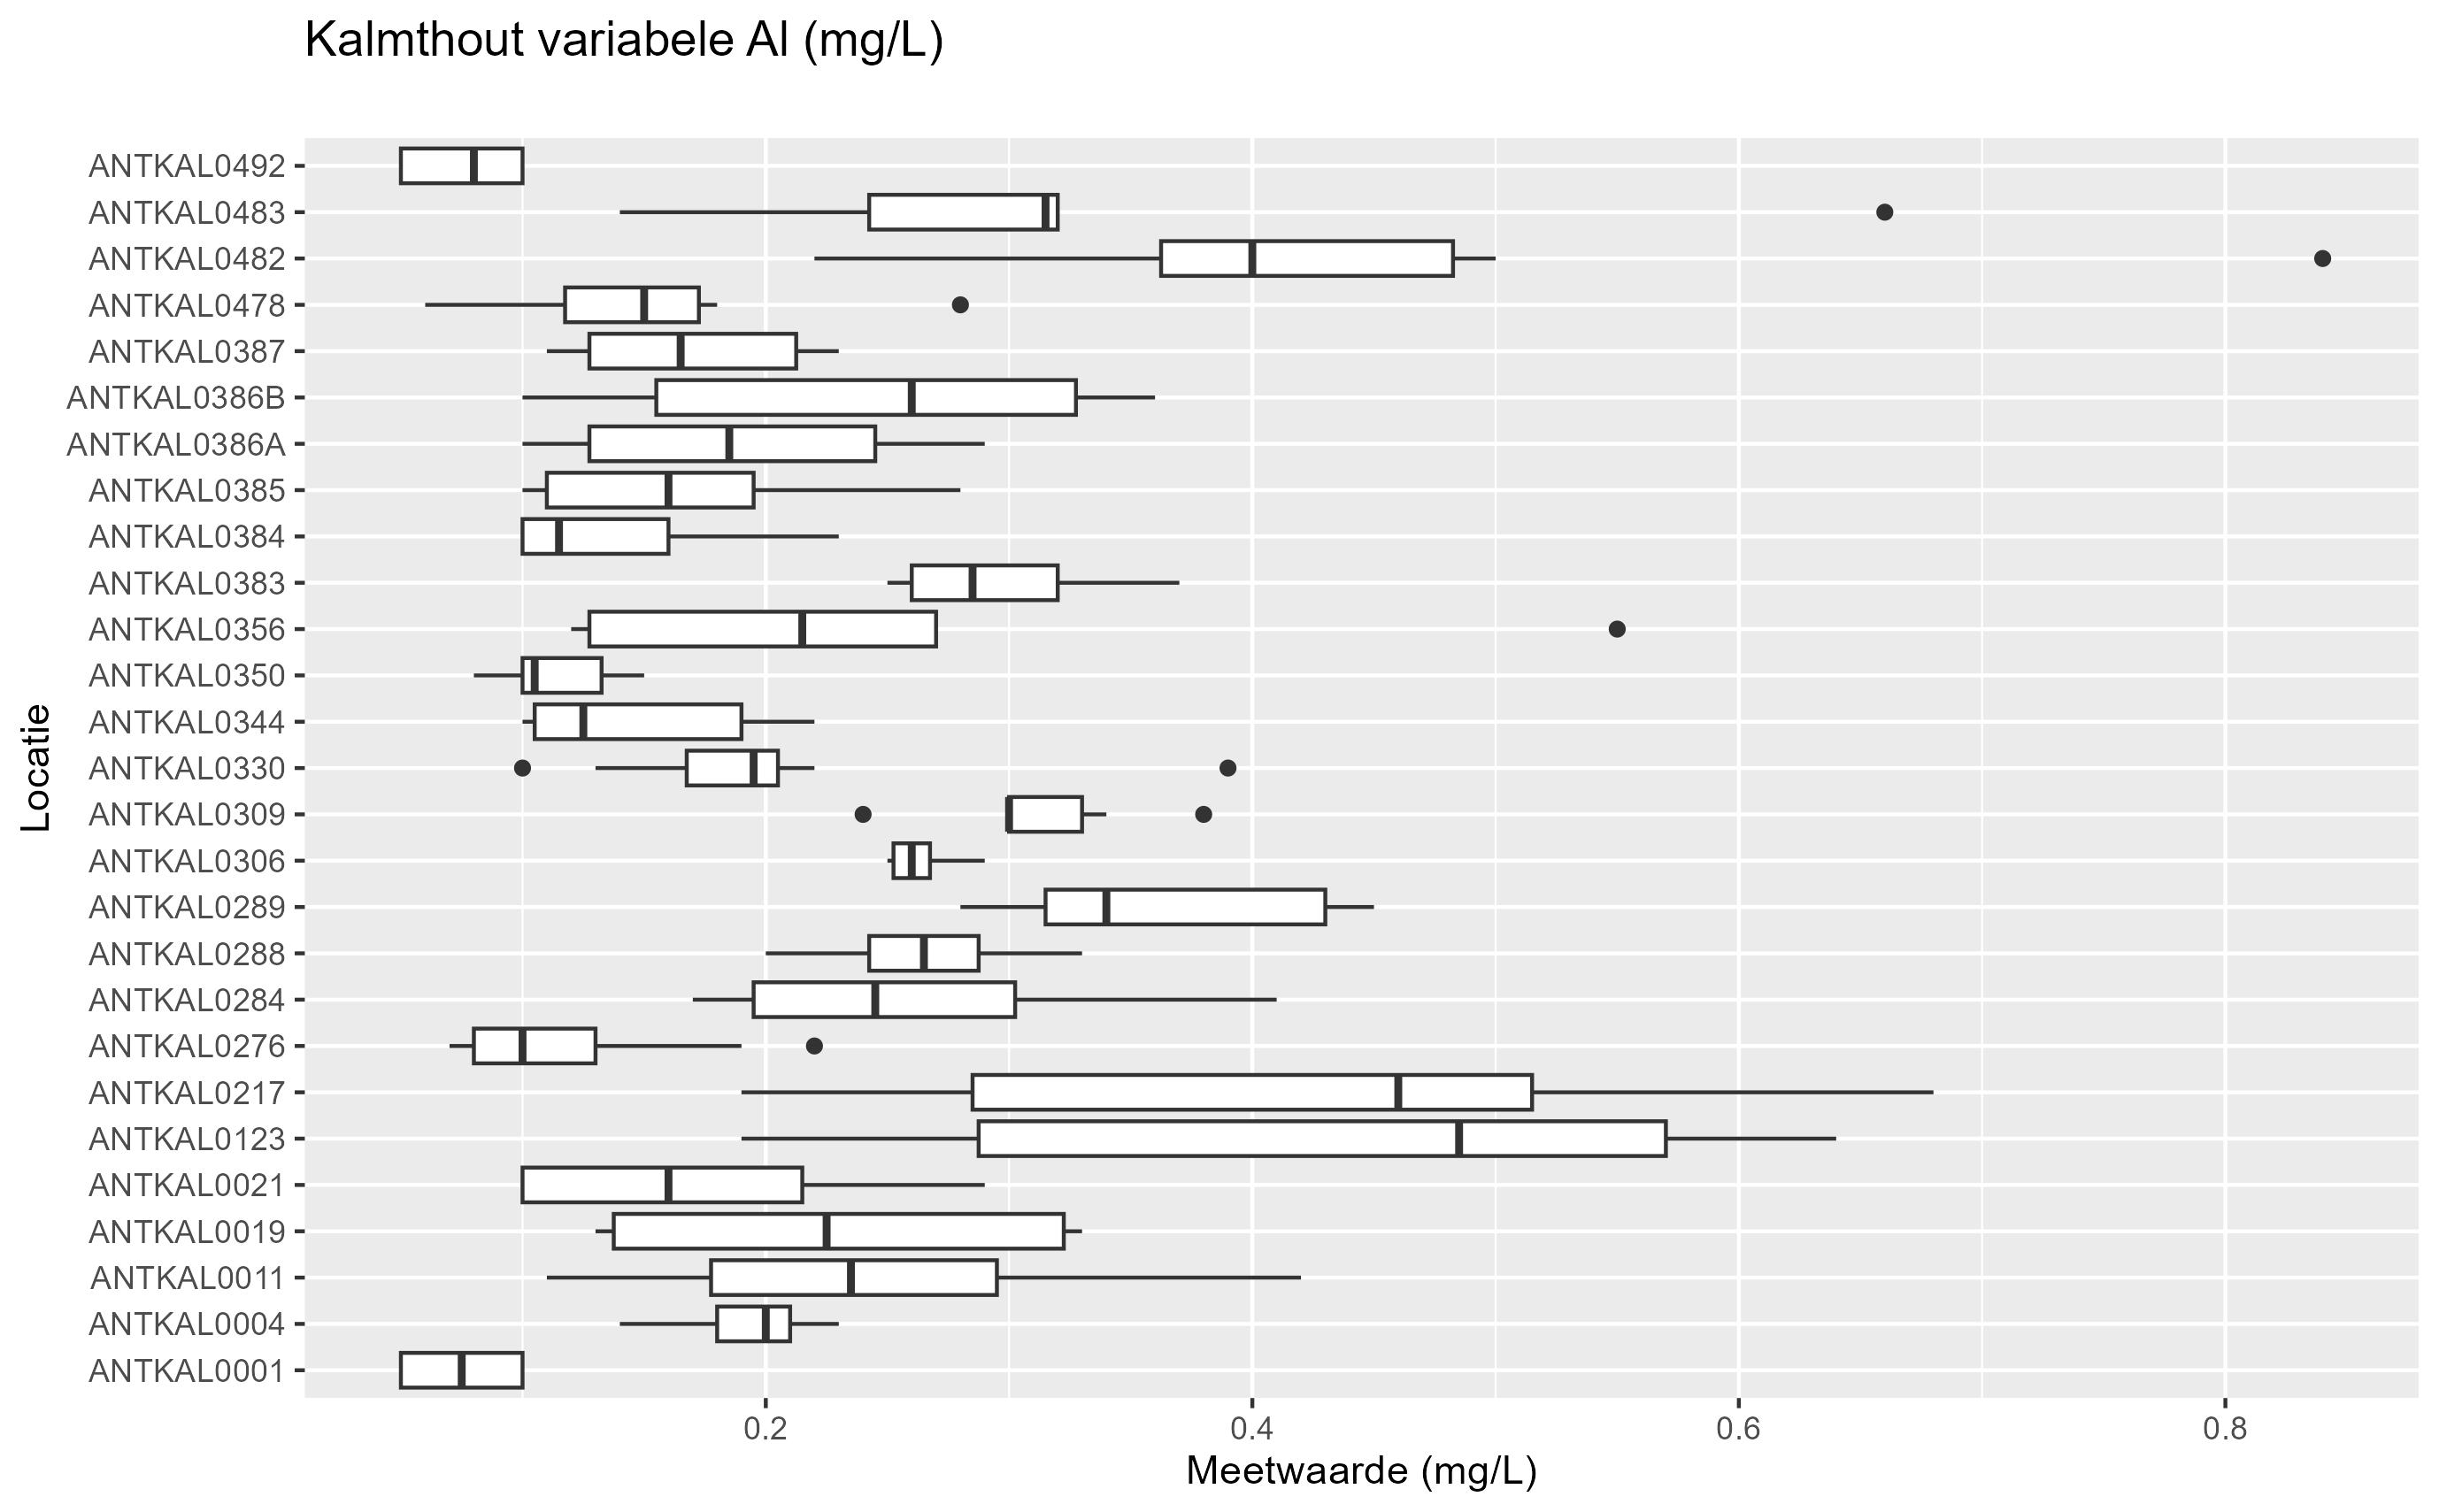 Kalmthout variabele Al (mg/L)
ANTKAL0492
ANTKAL0483
ANTKAL0482
ANTKAL0478
ANTKAL0387
ANTKAL0386B
ANTKAL0386A
ANTKAL0385
ANTKAL0384
ANTKAL0383
ANTKAL0356
ANTKAL0350
ANTKAL0344
ANTKAL0330
ANTKAL0309
ANTKAL0306
ANTKAL0289
ANTKAL0288
ANTKAL0284
ANTKAL0276
ANTKAL0217
ANTKAL0123
ANTKAL0021
ANTKAL0019
ANTKAL0011
ANTKAL0004
ANTKAL0001
Locatie
0.2 0.4 0.6 0.8
Meetwaarde (mg/L)